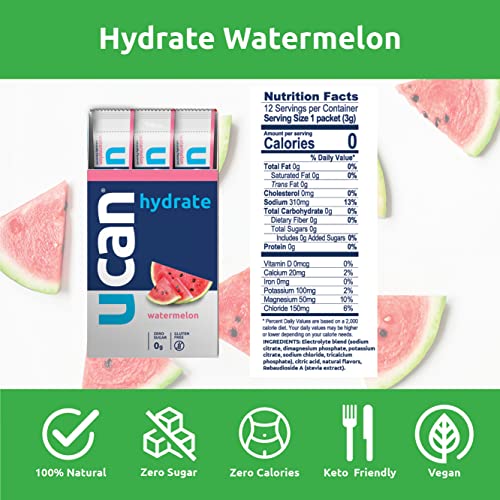 Hydrate Watermelon
n n n
ucan®
hydrate
watermelon
ZERO SUGAR
0g
GLUTEN FREE
Nutrition Facts
12 Servings per Container
Serving Size 1 packet (3g)
Amount per serving
Calories 0
% Daily Value*
Total Fat 0g 0%
Saturated Fat 0g 0%
Trans Fat 0g
Cholesterol 0mg 0%
Sodium 310mg 13%
Total Carbohydrate 0g 0%
Dietary Fiber 0g 0%
Total Sugars 0g
Includes 0g Added Sugars 0%
Protein 0g 0%
Vitamin D 0mcg 0%
Calcium 20mg 2%
Iron 0mg 0%
Potassium 100mg 2%
Magnesium 50mg 10%
Chloride 150mg 6%
* Percent Daily Values are based on a 2,000
calorie diet. Your daily values may be higher
or lower depending on your calorie needs.
INGREDIENTS: Electrolyte blend (sodium
citrate, dimagnesium phosphate, potassium
citrate, sodium chloride, tricalcium
phosphate), citric acid, natural flavors,
Rebaudioside A (stevia extract).
100% Natural
Zero Sugar
Zero Calories
Keto Friendly
Vegan